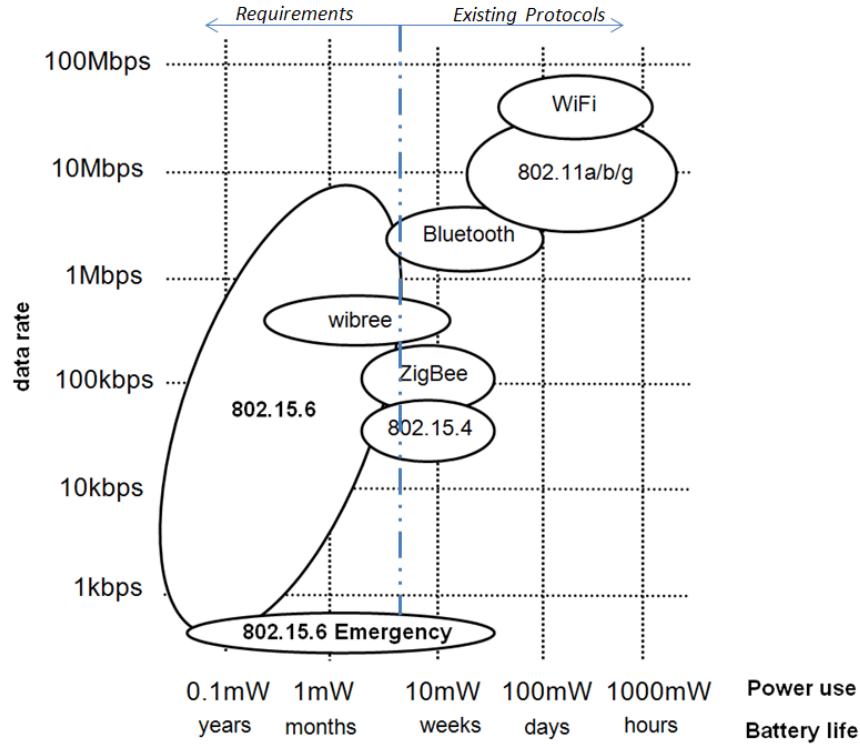 Requirements Existing Protocols
100Mbps
WiFi
10Mbps
802.11a/b/g
Bluetooth
1Mbps
wibree
data rate
100kbps
ZigBee
802.15.6
802.15.4
10kbps
1kbps
802.15.6 Emergency
0.1mW 1mW 10mW 100mW 1000mW Power use
years months weeks days hours Battery life